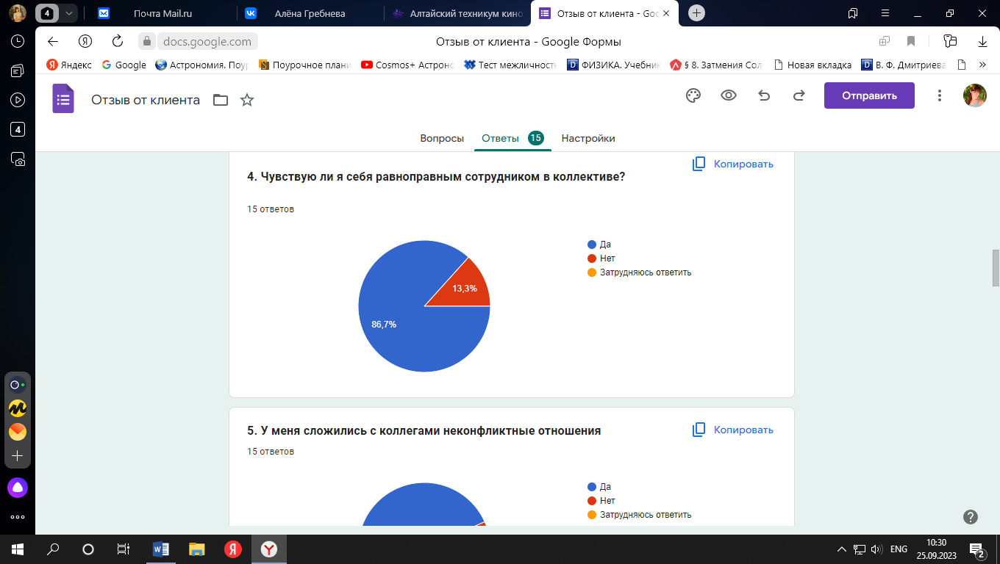 4
Почта Mail.ru
Алёна Гребнева
Алтайский техникум кино
Отзыв от клиента - Goo
docs.google.com
Отзыв от клиента - Google Формы
Яндекс
Google
Астрономия. Поур
Поурочное плани
Cosmos+ Астроно
Тест межличност
ФИЗИКА. Учебник
§ 8. Затмения Сол
Новая вкладка
В. Ф. Дмитриева
»
4
Отзыв от клиента
Отправить
Вопросы
Ответы 15
Настройки
Копировать
4. Чувствую ли я себя равноправным сотрудником в коллективе?
15 ответов
Да
Нет
Затрудняюсь ответить
13,3%
86,7%
Копировать
5. У меня сложились с коллегами неконфликтные отношения
15 ответов
Да
Нет
Затрудняюсь ответить
ENG
10:30
25.09.2023
2